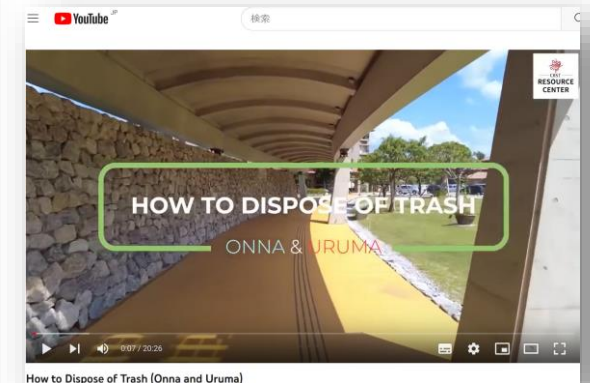 YouTube JP
検索
OIST
RESOURCE
CENTER
HOW TO DISPOSE OF TRASH
ONNA & URUMA
0:07 / 20:26
How to Dispose of Trash (Onna and Uruma)